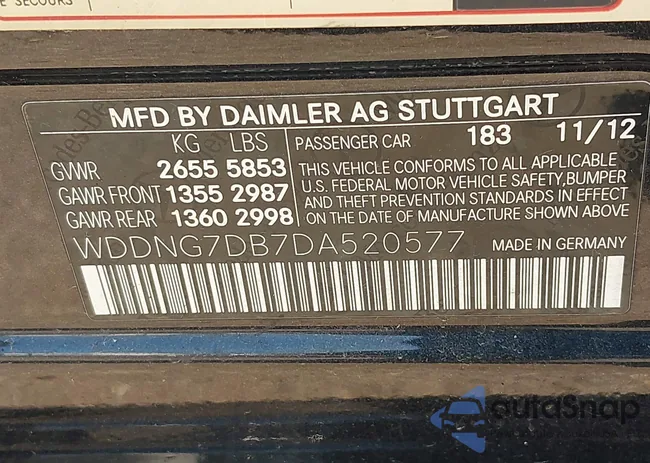 E SECOURS
MFD BY DAIMLER AG STUTTGART
KG LBS PASSENGER CAR 183 11/12
GVWR 2655 5853
GAWR FRONT 1355 2987
GAWR REAR 1360 2998
THIS VEHICLE CONFORMS TO ALL APPLICABLE
U.S. FEDERAL MOTOR VEHICLE SAFETY, BUMPER
AND THEFT PREVENTION STANDARDS IN EFFECT
ON THE DATE OF MANUFACTURE SHOWN ABOVE
WDDNG7DB7DA520577 MADE IN GERMANY
autoSnap